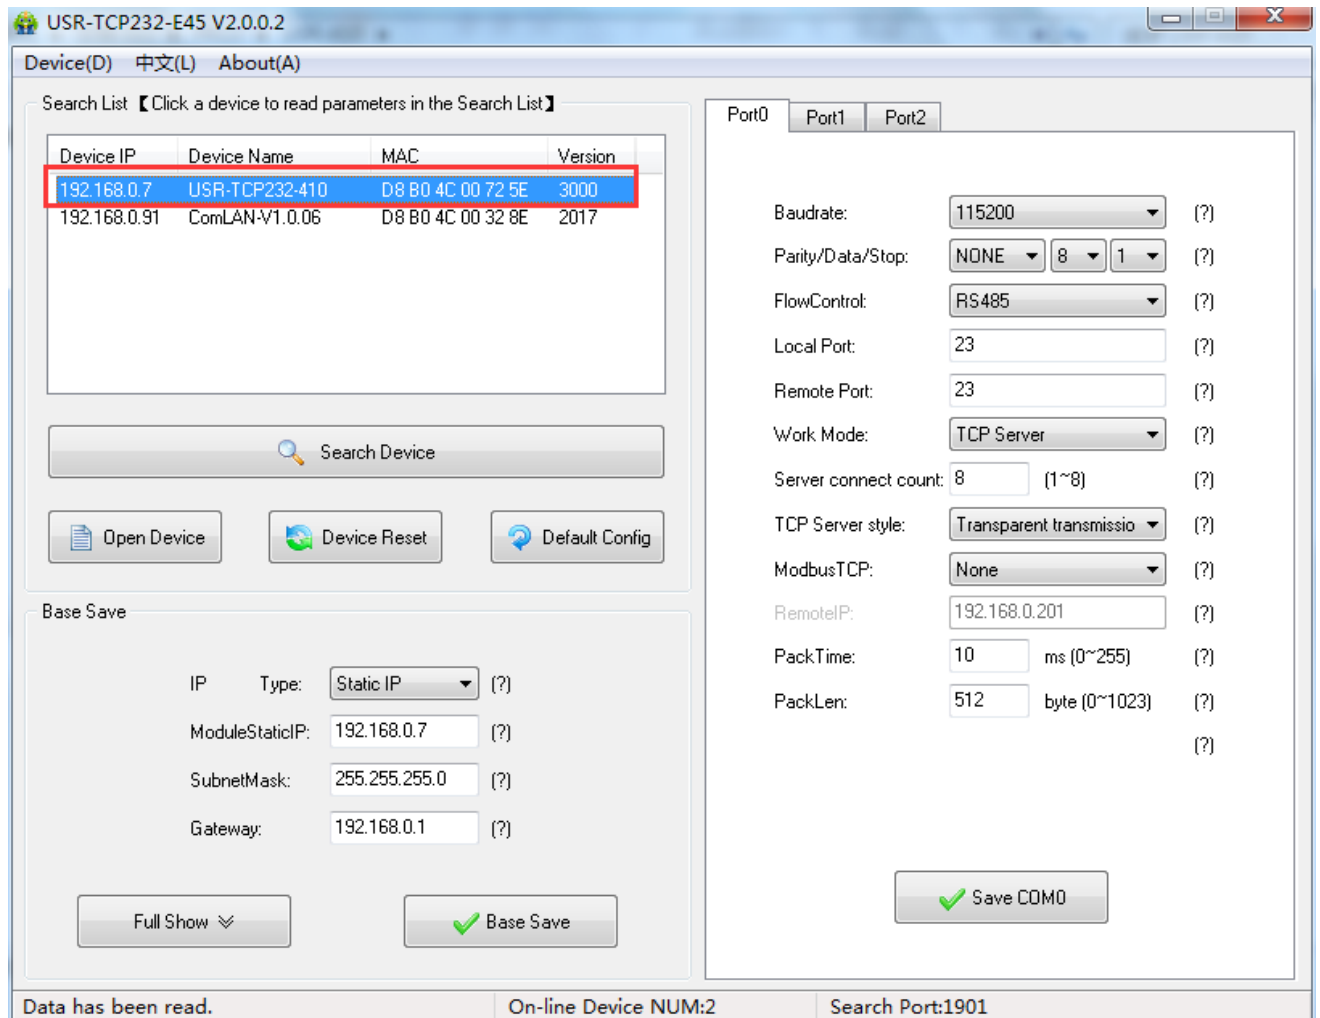 USR-TCP232-E45 V2.0.0.2
Device(D) 中文(L) About(A)
Search List 【Click a device to read parameters in the Search List】
Device IP Device Name MAC Version
192.168.0.7 USR-TCP232-410 D8 B0 4C 00 72 5E 3000
192.168.0.91 ComLAN-V1.0.06 D8 B0 4C 00 32 8E 2017
Search Device
Open Device Device Reset Default Config
Base Save
IP Type: Static IP (?)
ModuleStaticIP: 192.168.0.7 (?)
SubnetMask: 255.255.255.0 (?)
Gateway: 192.168.0.1 (?)
Full Show Base Save
Port0 Port1 Port2
Baudrate: 115200 (?)
Parity/Data/Stop: NONE 8 1 (?)
FlowControl: RS485 (?)
Local Port: 23 (?)
Remote Port: 23 (?)
Work Mode: TCP Server (?)
Server connect count: 8 (1~8) (?)
TCP Server style: Transparent transmissio (?)
ModbusTCP: None (?)
RemoteIP: 192.168.0.201 (?)
PackTime: 10 ms (0~255) (?)
PackLen: 512 byte (0~1023) (?)
(?)
Save COM0
Data has been read. On-line Device NUM:2 Search Port:1901